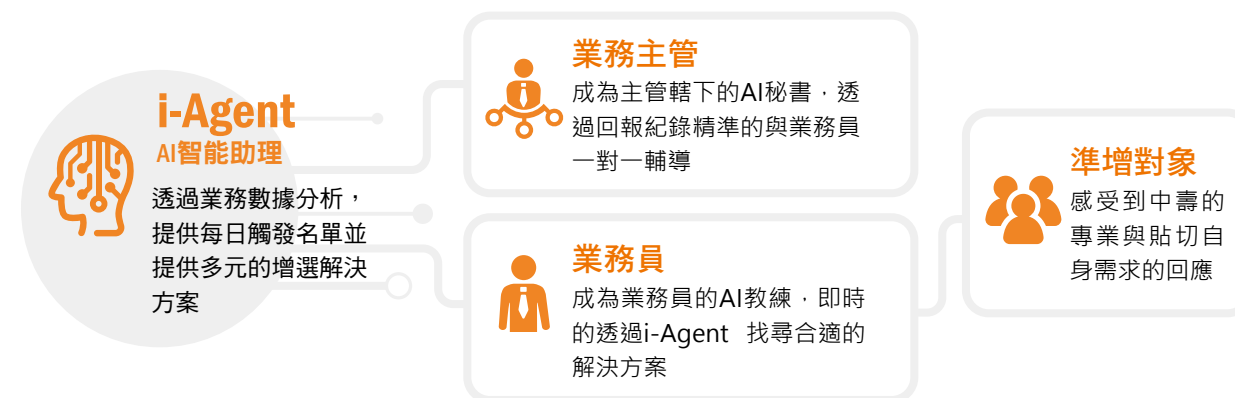 i-Agent
AI智能助理
透過業務數據分析，
提供每日觸發名單並
提供多元的增選解決
方案
業務主管
成為主管轄下的AI秘書，透
過回報紀錄精準的與業務員
一對一輔導
業務員
成為業務員的AI教練，即時
的透過i-Agent 找尋合適的
解決方案
準增對象
感受到中壽的
專業與貼切自
身需求的回應